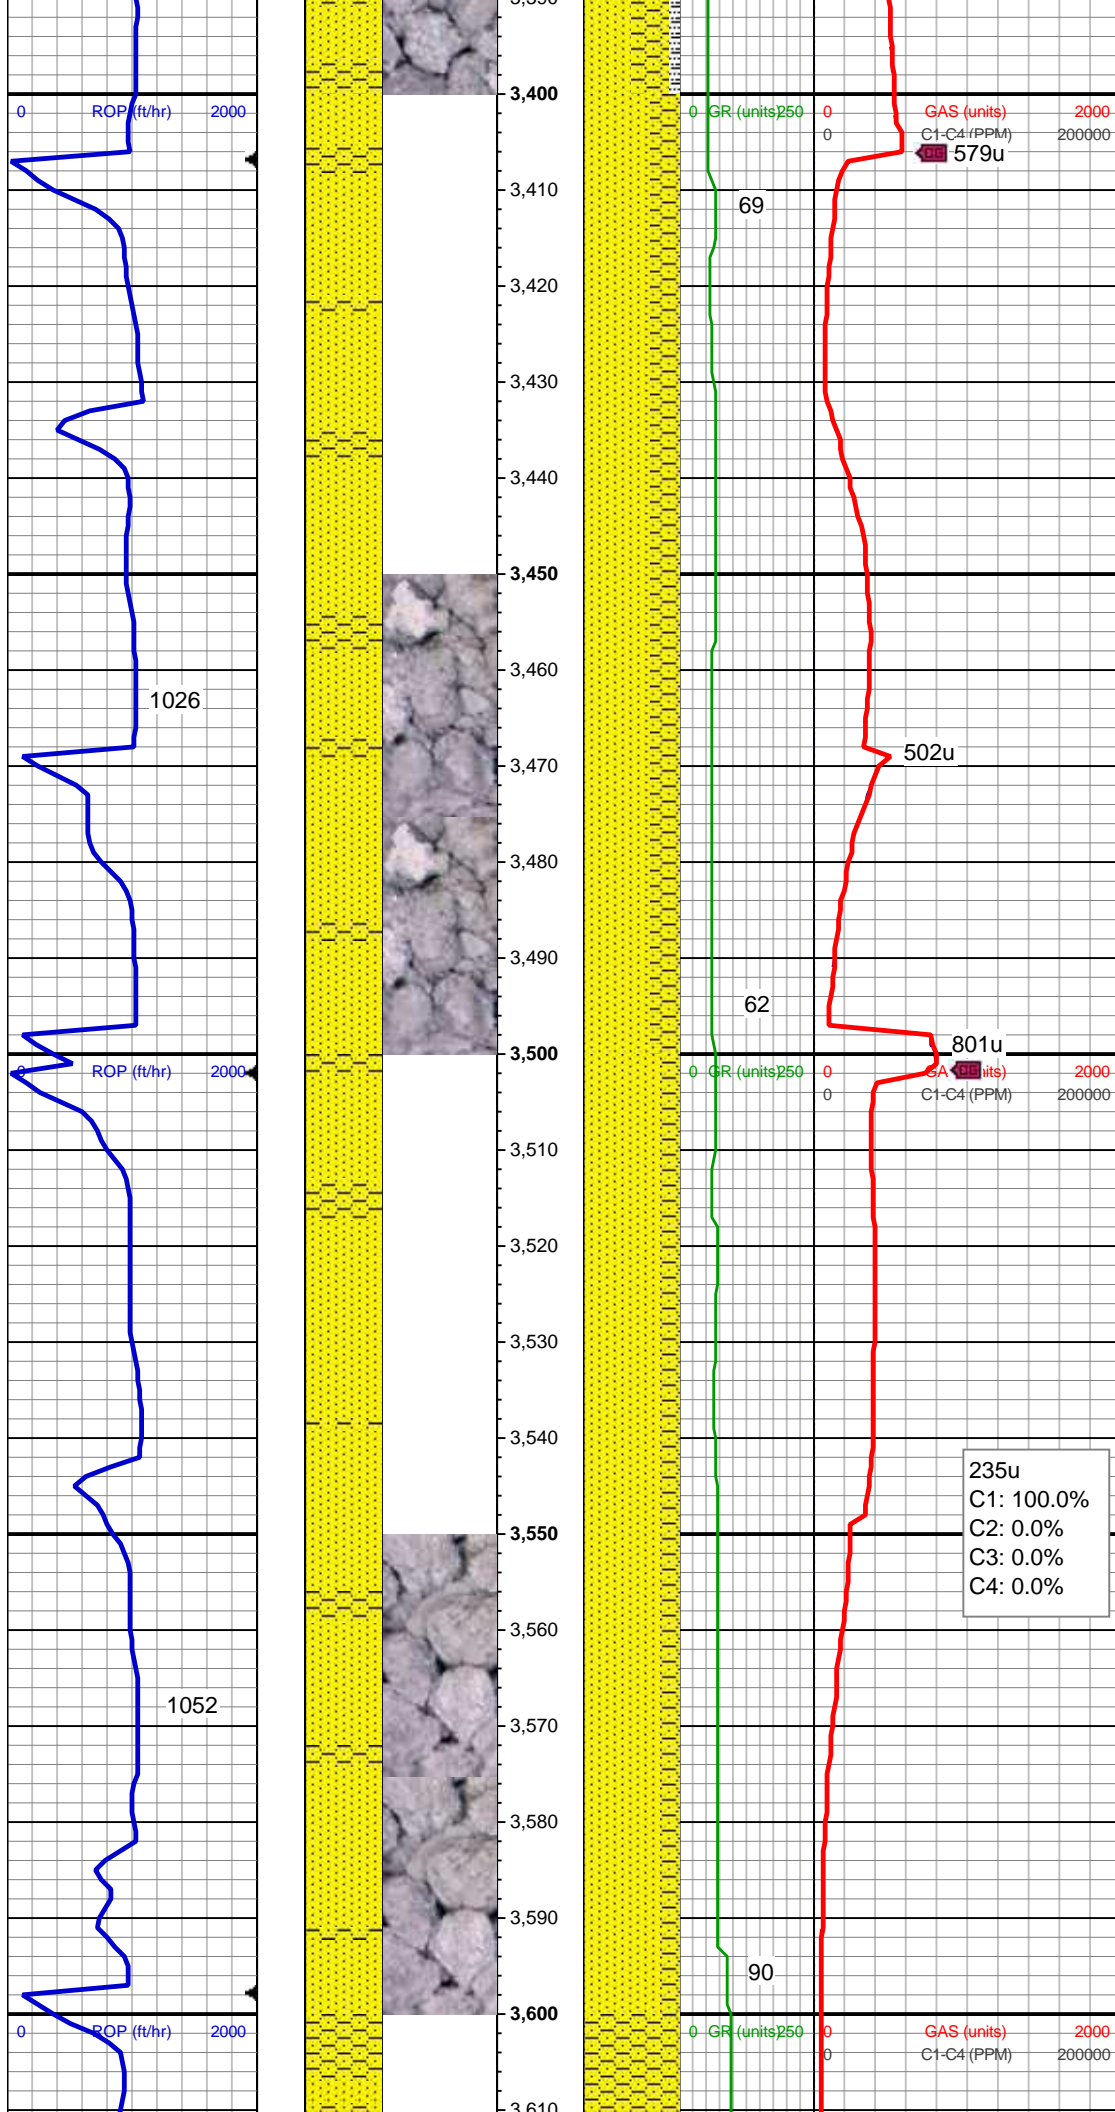 3,390
3,400
0 ROP (ft/hr) 2000
0 GR (units) 250
0 GAS (units) 2000
0 C1-C4 (PPM) 200000
CG 579u
3,410
69
3,420
3,430
3,440
3,450
3,460
1026
502u
3,470
3,480
3,490
62
801u
3,500
0 ROP (ft/hr) 2000
0 GR (units) 250
0 CG 2000
0 C1-C4 (PPM) 200000
3,510
3,520
3,530
3,540
235u
C1: 100.0%
C2: 0.0%
C3: 0.0%
C4: 0.0%
3,550
3,560
1052
3,570
3,580
3,590
90
3,600
0 ROP (ft/hr) 2000
0 GR (units) 250
0 GAS (units) 2000
0 C1-C4 (PPM) 200000
3,610